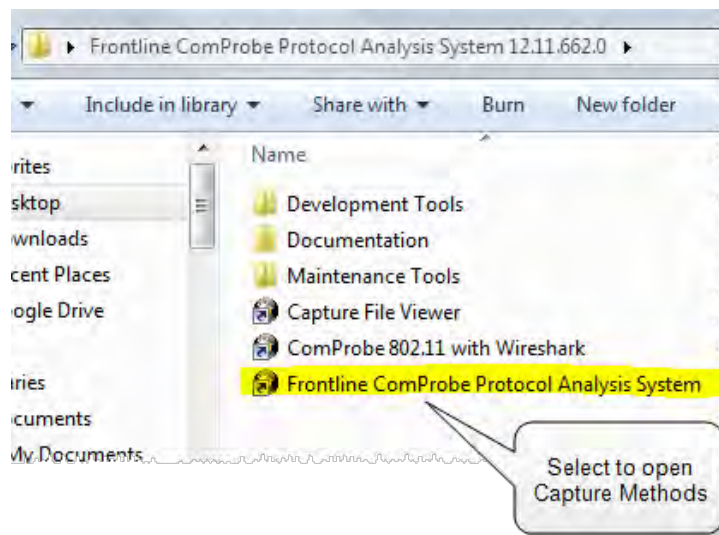 Frontline ComProbe Protocol Analysis System 12.11.662.0
Include in library Share with Burn New folder
rites
sktop
wnloads
cent Places
ogle Drive
ries
cuments
My Documents
Name
Development Tools
Documentation
Maintenance Tools
Capture File Viewer
ComProbe 802.11 with Wireshark
Frontline ComProbe Protocol Analysis System
Select to open
Capture Methods